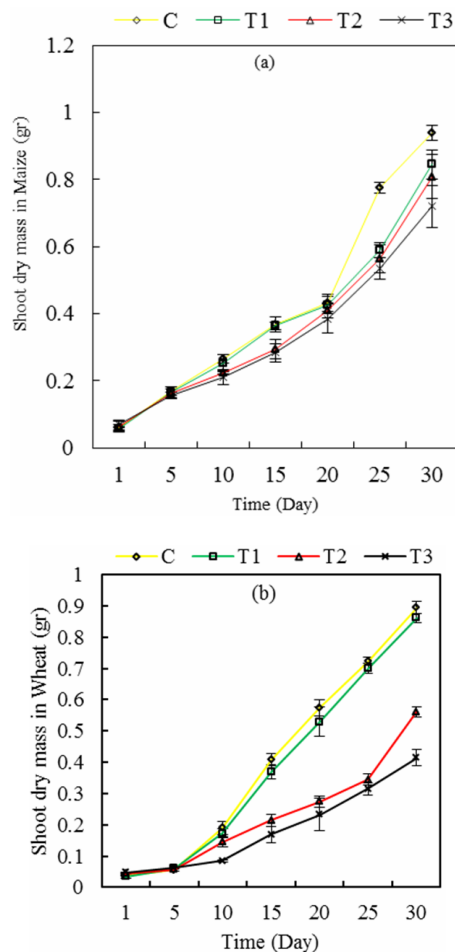 C T1 T2 T3
(a)
Shoot dry mass in Maize (gr)
1.2
1
0.8
0.6
0.4
0.2
0
1 5 10 15 20 25 30
Time (Day)
C T1 T2 T3
(b)
Shoot dry mass in Wheat (gr)
1
0.9
0.8
0.7
0.6
0.5
0.4
0.3
0.2
0.1
0
1 5 10 15 20 25 30
Time (Day)